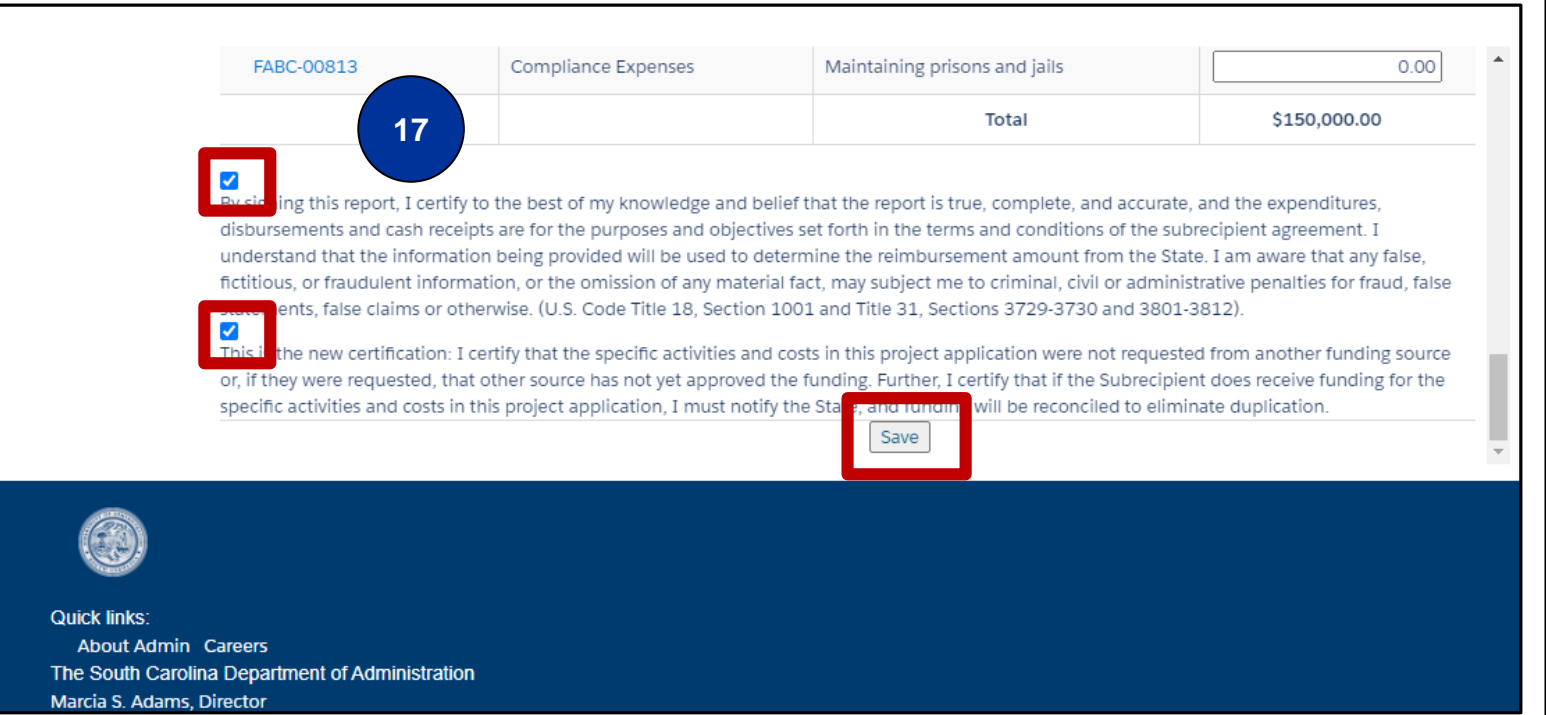 FABC-00813 Compliance Expenses Maintaining prisons and jails 0.00
17
Total $150,000.00
By signing this report, I certify to the best of my knowledge and belief that the report is true, complete, and accurate, and the expenditures,
disbursements and cash receipts are for the purposes and objectives set forth in the terms and conditions of the subrecipient agreement. I
understand that the information being provided will be used to determine the reimbursement amount from the State. I am aware that any false,
fictitious, or fraudulent information, or the omission of any material fact, may subject me to criminal, civil or administrative penalties for fraud, false
statements, false claims or otherwise. (U.S. Code Title 18, Section 1001 and Title 31, Sections 3729-3730 and 3801-3812).
This is the new certification: I certify that the specific activities and costs in this project application were not requested from another funding source
or, if they were requested, that other source has not yet approved the funding. Further, I certify that if the Subrecipient does receive funding for the
specific activities and costs in this project application, I must notify the State, and funding will be reconciled to eliminate duplication.
Save
Quick links:
About Admin Careers
The South Carolina Department of Administration
Marcia S. Adams, Director